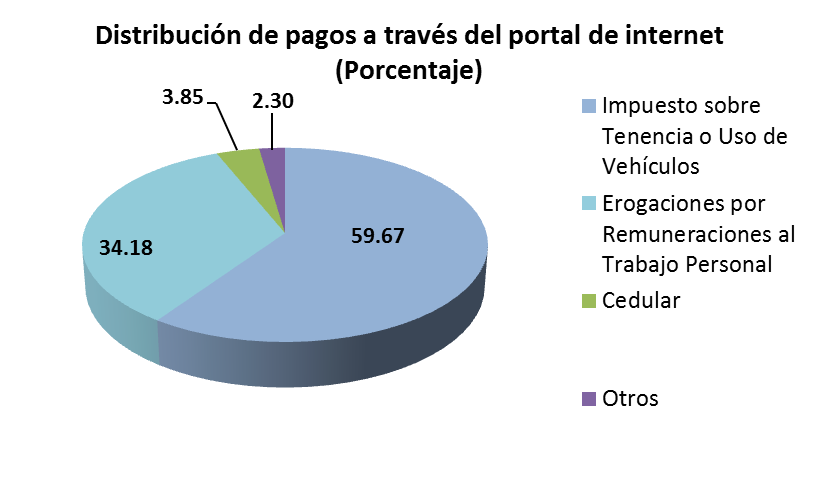 Distribución de pagos a través del portal de internet
(Porcentaje)
3.85
2.30
59.67
34.18
Impuesto sobre
Tenencia o Uso de
Vehículos
Erogaciones por
Remuneraciones al
Trabajo Personal
Cedular
Otros